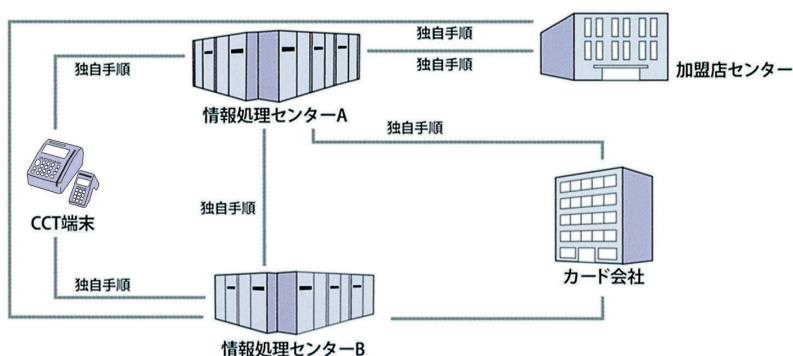 独自手順
独自手順
独自手順
加盟店センター
情報処理センターA
独自手順
独自手順
CCT端末
カード会社
独自手順
情報処理センターB